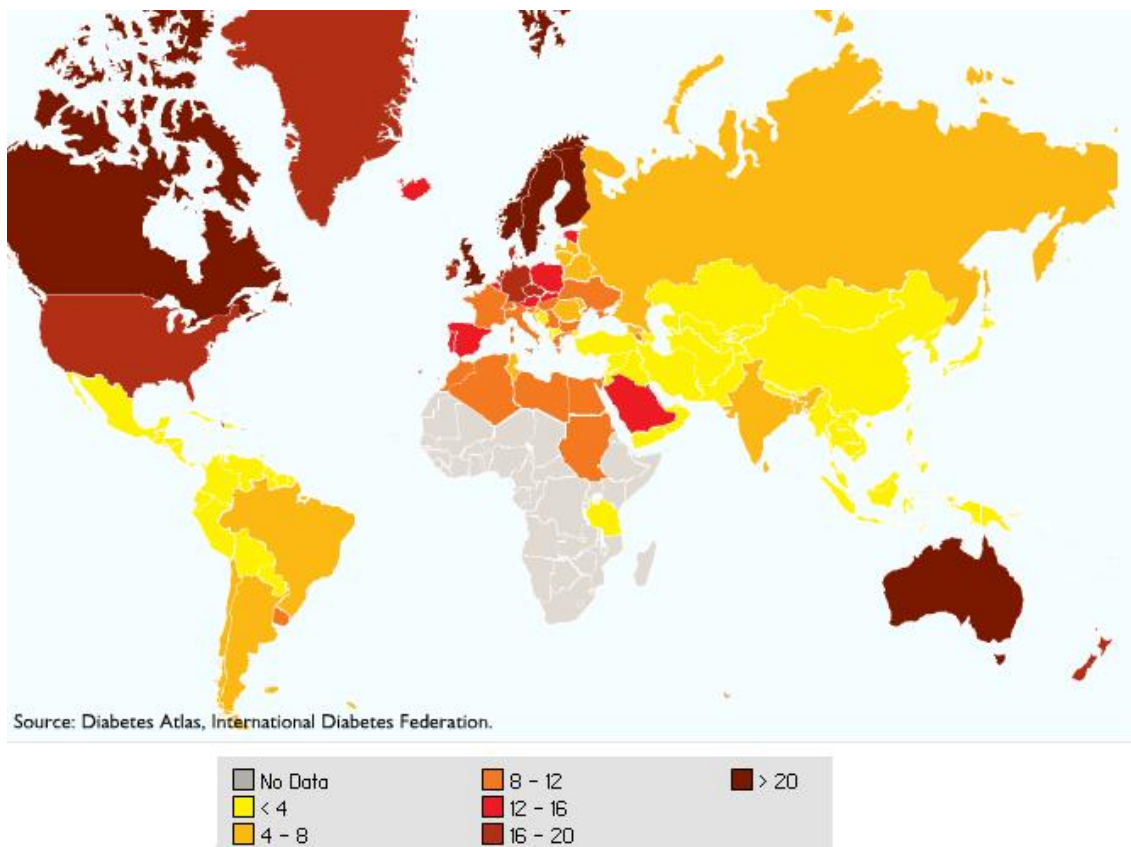 Source: Diabetes Atlas, International Diabetes Federation.
No Data
8 - 12
> 20
< 4
12 - 16
4 - 8
16 - 20